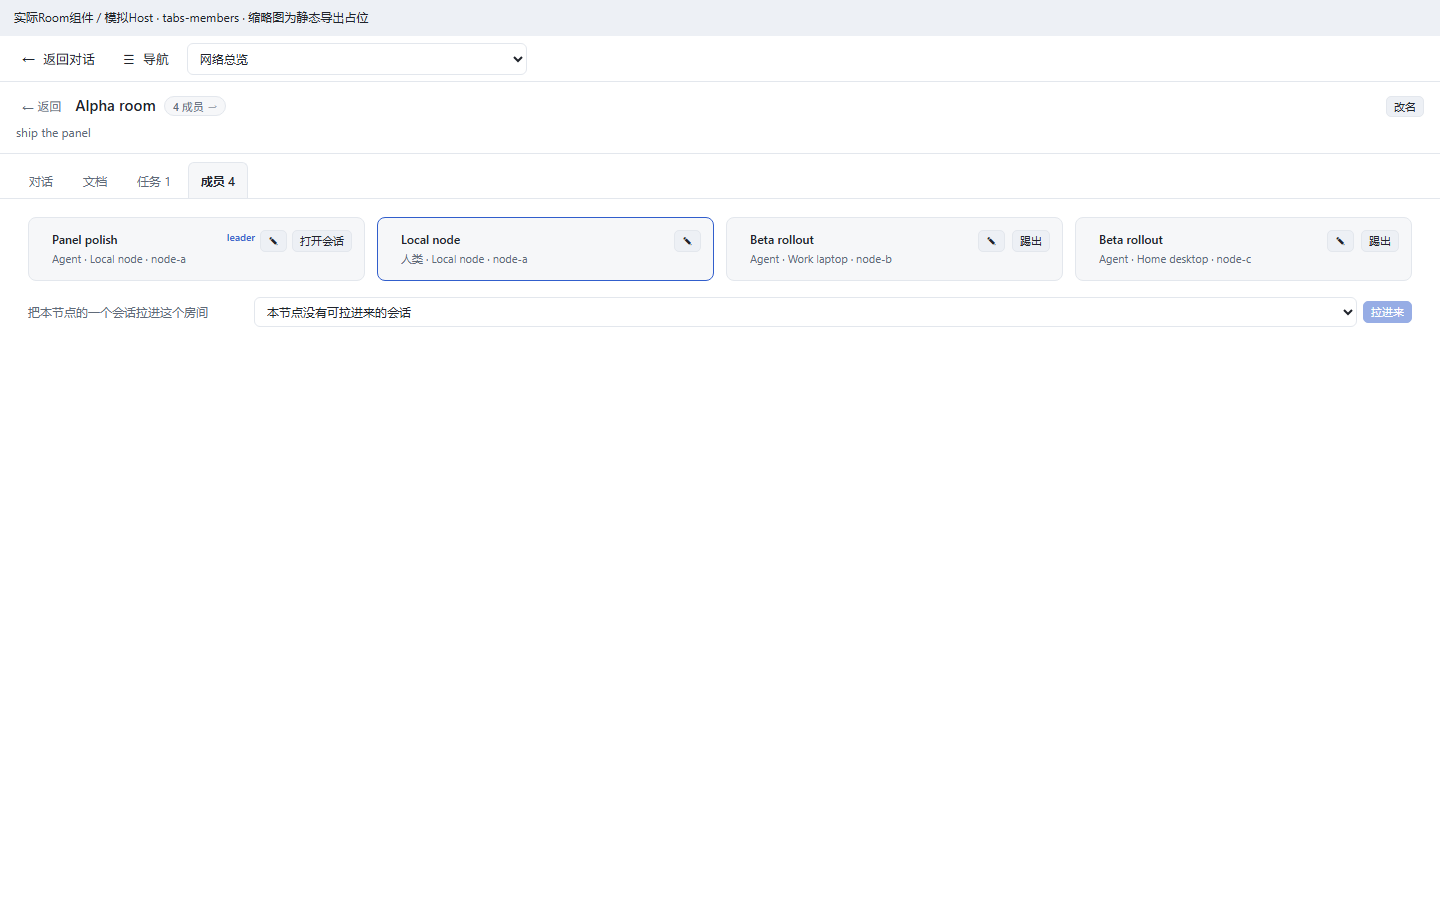 实际Room组件 / 模拟Host · tabs-members · 缩略图为静态导出占位
← 返回对话 ☰ 导航 网络总览
← 返回 Alpha room 4 成员 → 改名
ship the panel
对话 文档 任务 1 成员 4
Panel polish leader 打开会话
Agent · Local node · node-a
Local node
人类 · Local node · node-a
Beta rollout 踢出
Agent · Work laptop · node-b
Beta rollout 踢出
Agent · Home desktop · node-c
把本节点的一个会话拉进这个房间 本节点没有可拉进来的会话 拉进来